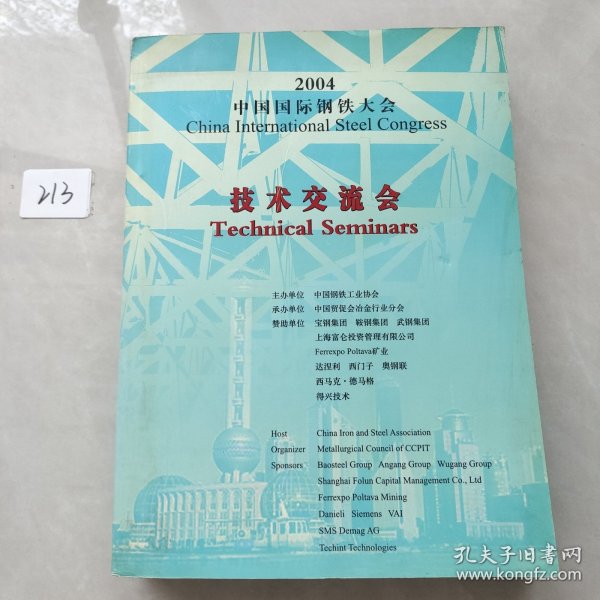 2004
中国国际钢铁大会
China International Steel Congress
技术交流会
Technical Seminars
213
主办单位 中国钢铁工业协会
承办单位 中国贸促会冶金行业分会
赞助单位 宝钢集团 鞍钢集团 武钢集团
上海富仑投资管理有限公司
Ferrexpo Poltava矿业
达涅利 西门子 奥钢联
西马克·德马格
得兴技术
Host China Iron and Steel Association
Organizer Metallurgical Council of CCPIT
Sponsors Baosteel Group Angang Group Wugang Group
Shanghai Folun Capital Management Co., Ltd
Ferrexpo Poltava Mining
Danieli Siemens VAI
SMS Demag AG
Techint Technologies
孔夫子旧书网
www.kongfz.com